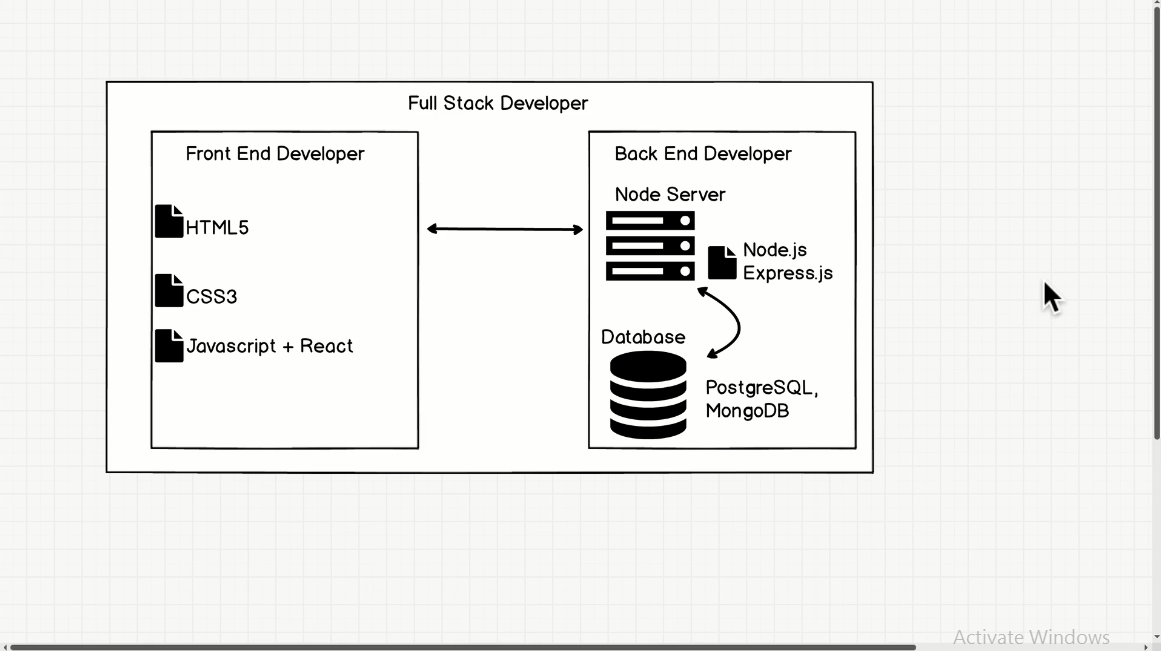 Full Stack Developer
Front End Developer
HTML5
CSS3
Javascript + React
Back End Developer
Node Server
Node.js
Express.js
Database
PostgreSQL,
MongoDB
Activate Windows